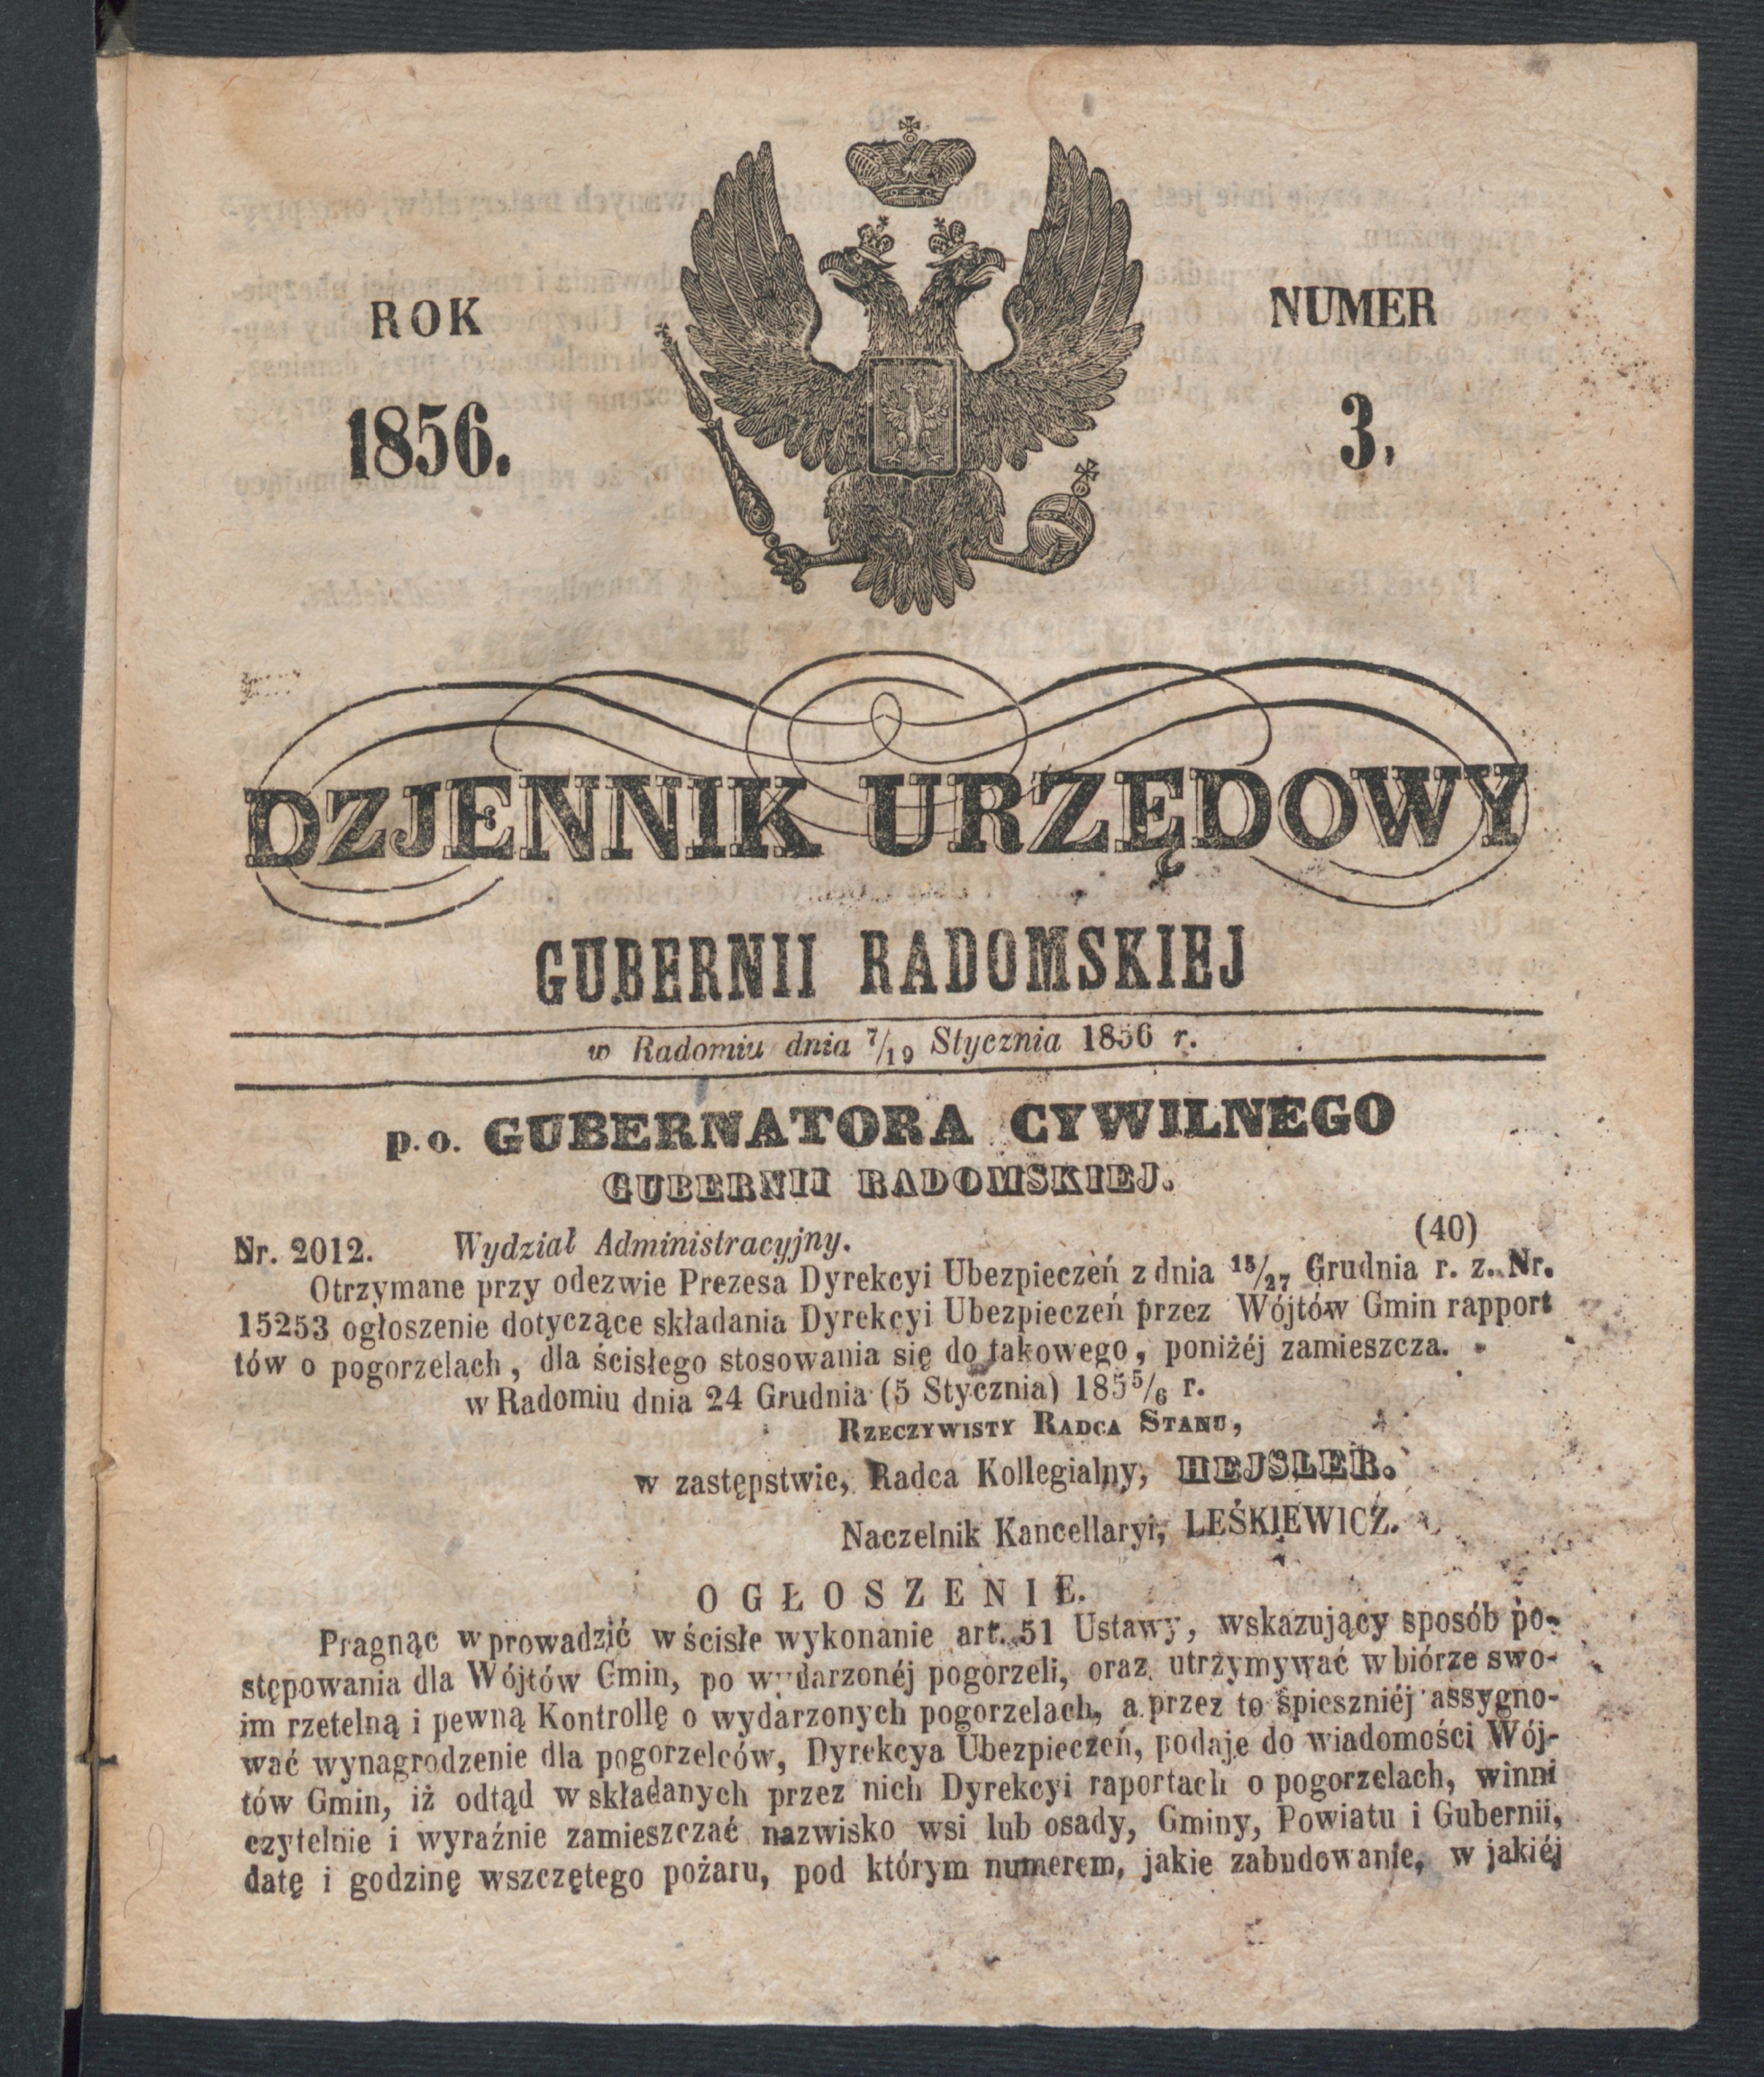 ROK
1856.
NUMER
3.
DZJENNIK URZĘDOWY
GUBERNII RADOMSKIEJ
w Radomiu dnia 7/19 Stycznia 1856 r.
p.o. GUBERNATORA CYWILNEGO
GUBERNII RADOMSKIEJ.
Nr. 2012. Wydział Administracyjny. (40)
Otrzymane przy odezwie Prezesa Dyrekcyi Ubezpieczeń z dnia 15/27 Grudnia r. z. Nr.
15253 ogłoszenie dotyczące składania Dyrekcyi Ubezpieczeń przez Wójtów Gmin rapport
tów o pogorzelach, dla ścisłego stosowania się do takowego, poniżéj zamieszcza.
w Radomiu dnia 24 Grudnia (5 Stycznia) 1855/6 r.
RZECZYWISTY RADCA STANU,
w zastępstwie, Radca Kollegialny, HEJSLER.
Naczelnik Kancellaryi, LEŚKIEWICZ.
OGŁOSZENIE.
Pragnąc wprowadzić w ścisłe wykonanie art. 51 Ustawy, wskazujący sposób po-
stępowania dla Wójtów Gmin, po wydarzonéj pogorzeli, oraz utrzymywać w biórze swo-
im rzetelną i pewną Kontrollę o wydarzonych pogorzelach, a przez to śpieszniéj assygno-
wać wynagrodzenie dla pogorzelców, Dyrekcya Ubezpieczeń, podaje do wiadomości Wój-
tów Gmin, iż odtąd w składanych przez nich Dyrekcyi raportach o pogorzelach, winni
czytelnie i wyraźnie zamieszczać nazwisko wsi lub osady, Gminy, Powiatu i Gubernii,
datę i godzinę wszczętego pożaru, pod którym numerem, jakie zabudowanie, w jakiéj